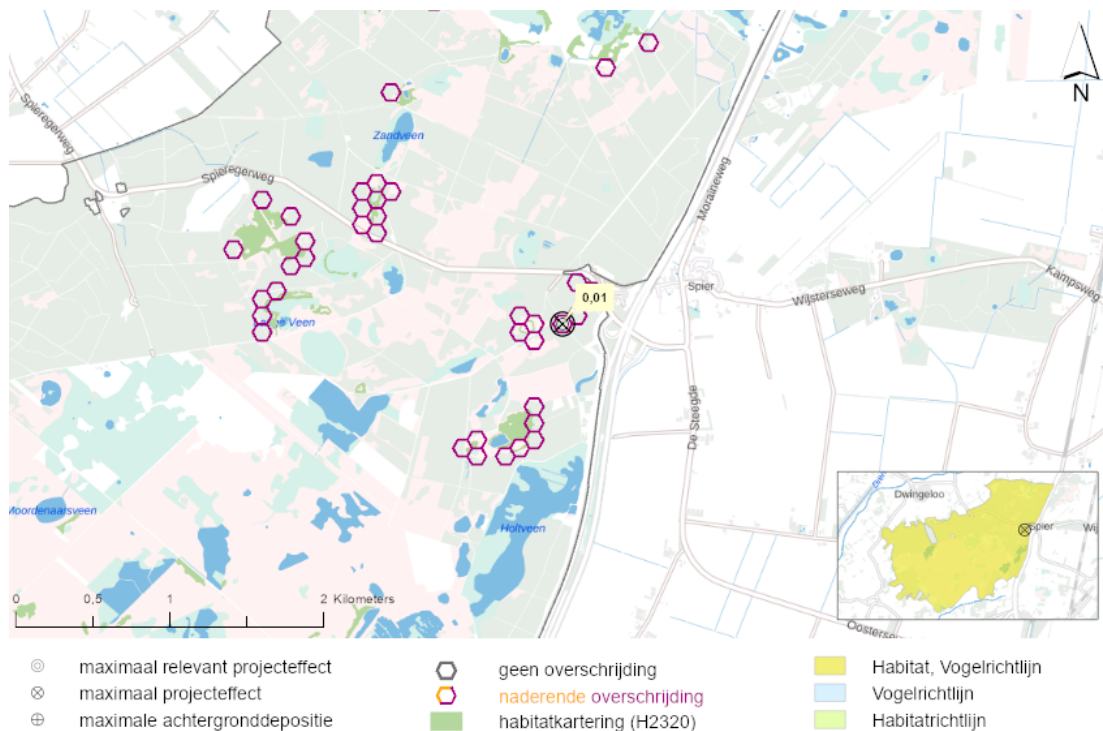 N
Spieregerweg
Zandveen
Spieregerweg
Moraineweg
Kampsweg
Spier
Wijsterseweg
0,01
Veen
De Steegde
Dwingeloo
Spier
Wij
Moordenaarsveen
Holtveen
0 0,5 1 2 Kilometers
maximaal relevant projecteffect
maximaal projecteffect
maximale achtergronddepositie
geen overschrijding
naderende overschrijding
habitatkartering (H2320)
Habitat, Vogelrichtlijn
Vogelrichtlijn
Habitatrichtlijn